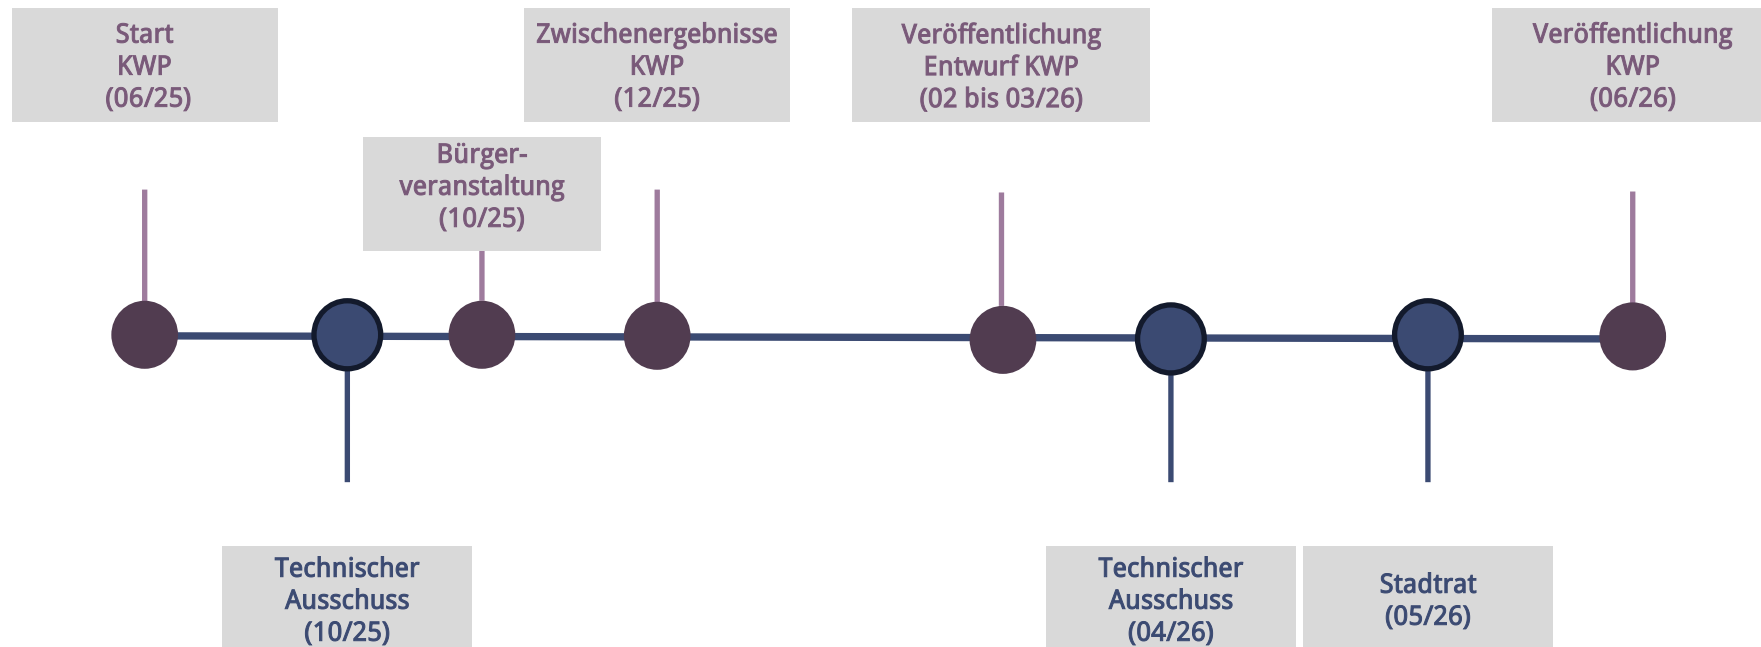 Start
KWP
(06/25)
Zwischenergebnisse
KWP
(12/25)
Veröffentlichung
Entwurf KWP
(02 bis 03/26)
Veröffentlichung
KWP
(06/26)
Bürger-
veranstaltung
(10/25)
Technischer
Ausschuss
(10/25)
Technischer
Ausschuss
(04/26)
Stadtrat
(05/26)